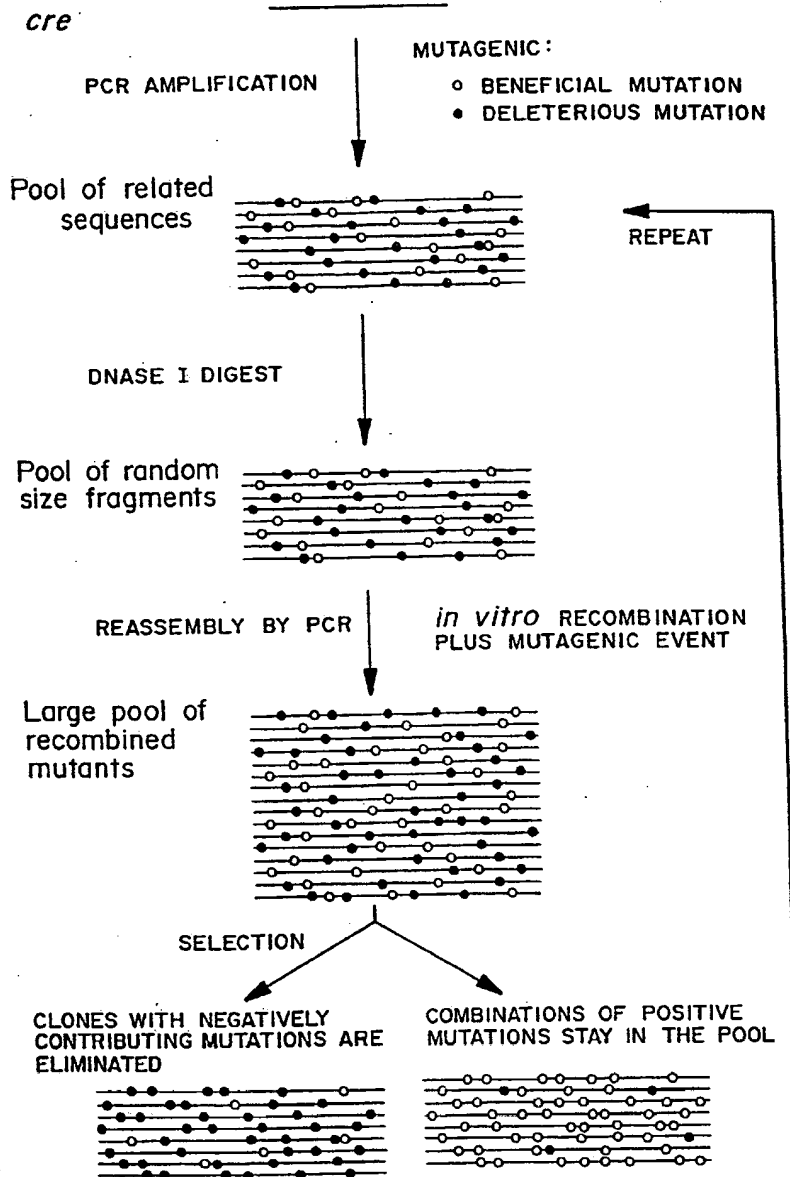 cre
MUTAGENIC:
PCR AMPLIFICATION
BENEFICIAL MUTATION
DELETERIOUS MUTATION
Pool of related
sequences
REPEAT
DNASE I DIGEST
Pool of random
size fragments
REASSEMBLY BY PCR
in vitro RECOMBINATION
PLUS MUTAGENIC EVENT
Large pool of
recombined
mutants
SELECTION
CLONES WITH NEGATIVELY
CONTRIBUTING MUTATIONS ARE
ELIMINATED
COMBINATIONS OF POSITIVE
MUTATIONS STAY IN THE POOL